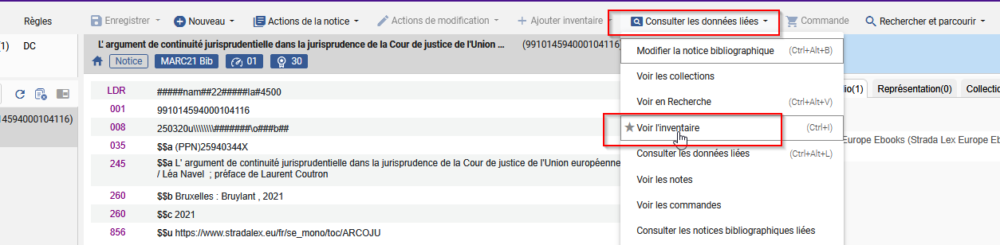 Règles
Enregistrer
Nouveau
Actions de la notice
Actions de modification
Ajouter inventaire
Consulter les données liées
Commande
Rechercher et parcourir
1)
DC
L' argument de continuité jurisprudentielle dans la jurisprudence de la Cour de justice de l'Union ...
(991014594000104116)
Notice
MARC21 Bib
01
30
Modifier la notice bibliographique (Ctrl+Alt+B)
Voir les collections
Voir en Recherche (Ctrl+Alt+V)
Voir l'inventaire (Ctrl+I)
Consulter les données liées (Ctrl+Alt+L)
Voir les notes
Voir les commandes
Consulter les notices bibliographiques liées
io(1)
Représentation(0)
Collectio
Europe Ebooks (Strada Lex Europe Eb
14594000104116)
LDR #####nam##22#####la#4500
001 991014594000104116
008 250320u\\\\\\\\#######\o###b##
035 $$a (PPN)25940344X
245 $$a L' argument de continuité jurisprudentielle dans la jurisprudence de la Cour de justice de l'Union européenne
/ Léa Navel ; préface de Laurent Coutron
260 $$b Bruxelles : Bruylant , 2021
260 $$c 2021
856 $$u https://www.stradalex.eu/fr/se_mono/toc/ARCOJU